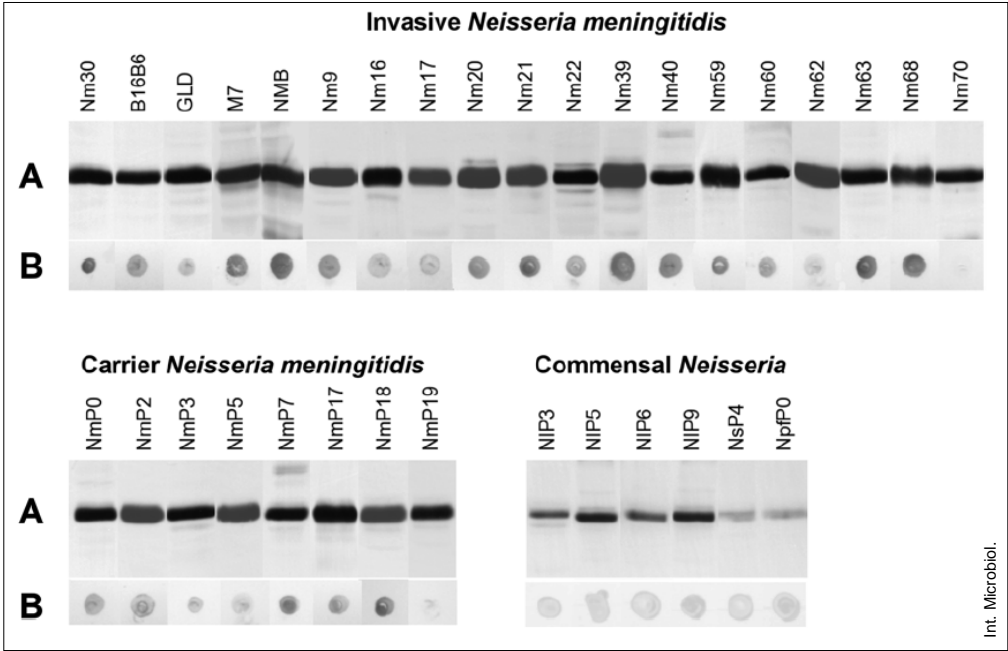 Invasive Neisseria meningitidis
Nm30 B16B6 GLD M7 NMB Nm9 Nm16 Nm17 Nm20 Nm21 Nm22 Nm39 Nm40 Nm59 Nm60 Nm62 Nm63 Nm68 Nm70
A
B
Carrier Neisseria meningitidis
NmP0 NmP2 NmP3 NmP5 NmP7 NmP17 NmP18 NmP19
A
B
Commensal Neisseria
NlP3 NlP5 NlP6 NlP9 NsP4 NpfP0
Int. Microbiol.